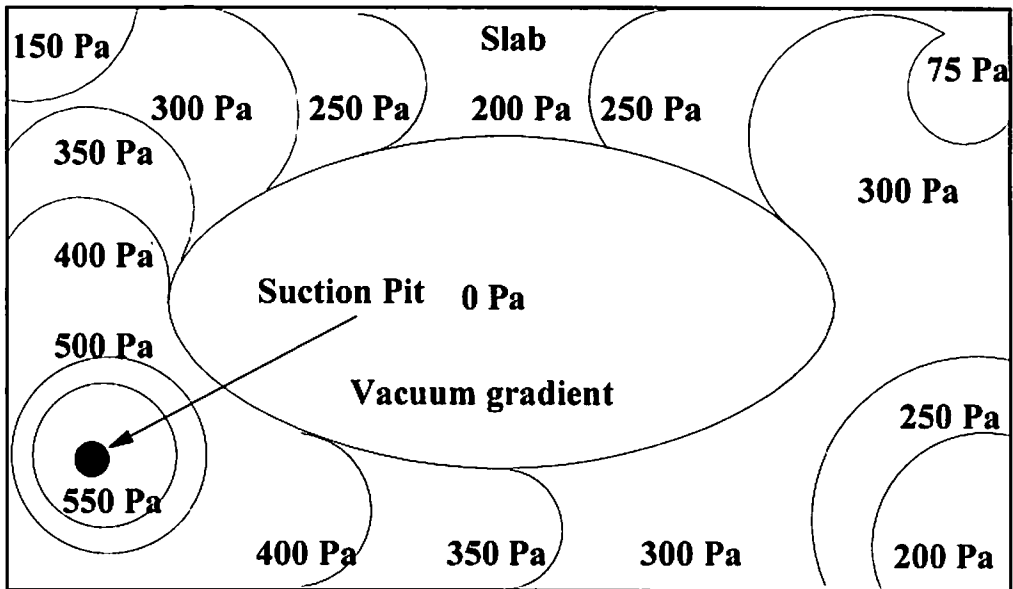 150 Pa
Slab
75 Pa
300 Pa
250 Pa
200 Pa
250 Pa
350 Pa
300 Pa
400 Pa
Suction Pit
0 Pa
500 Pa
Vacuum gradient
250 Pa
550 Pa
400 Pa
350 Pa
300 Pa
200 Pa